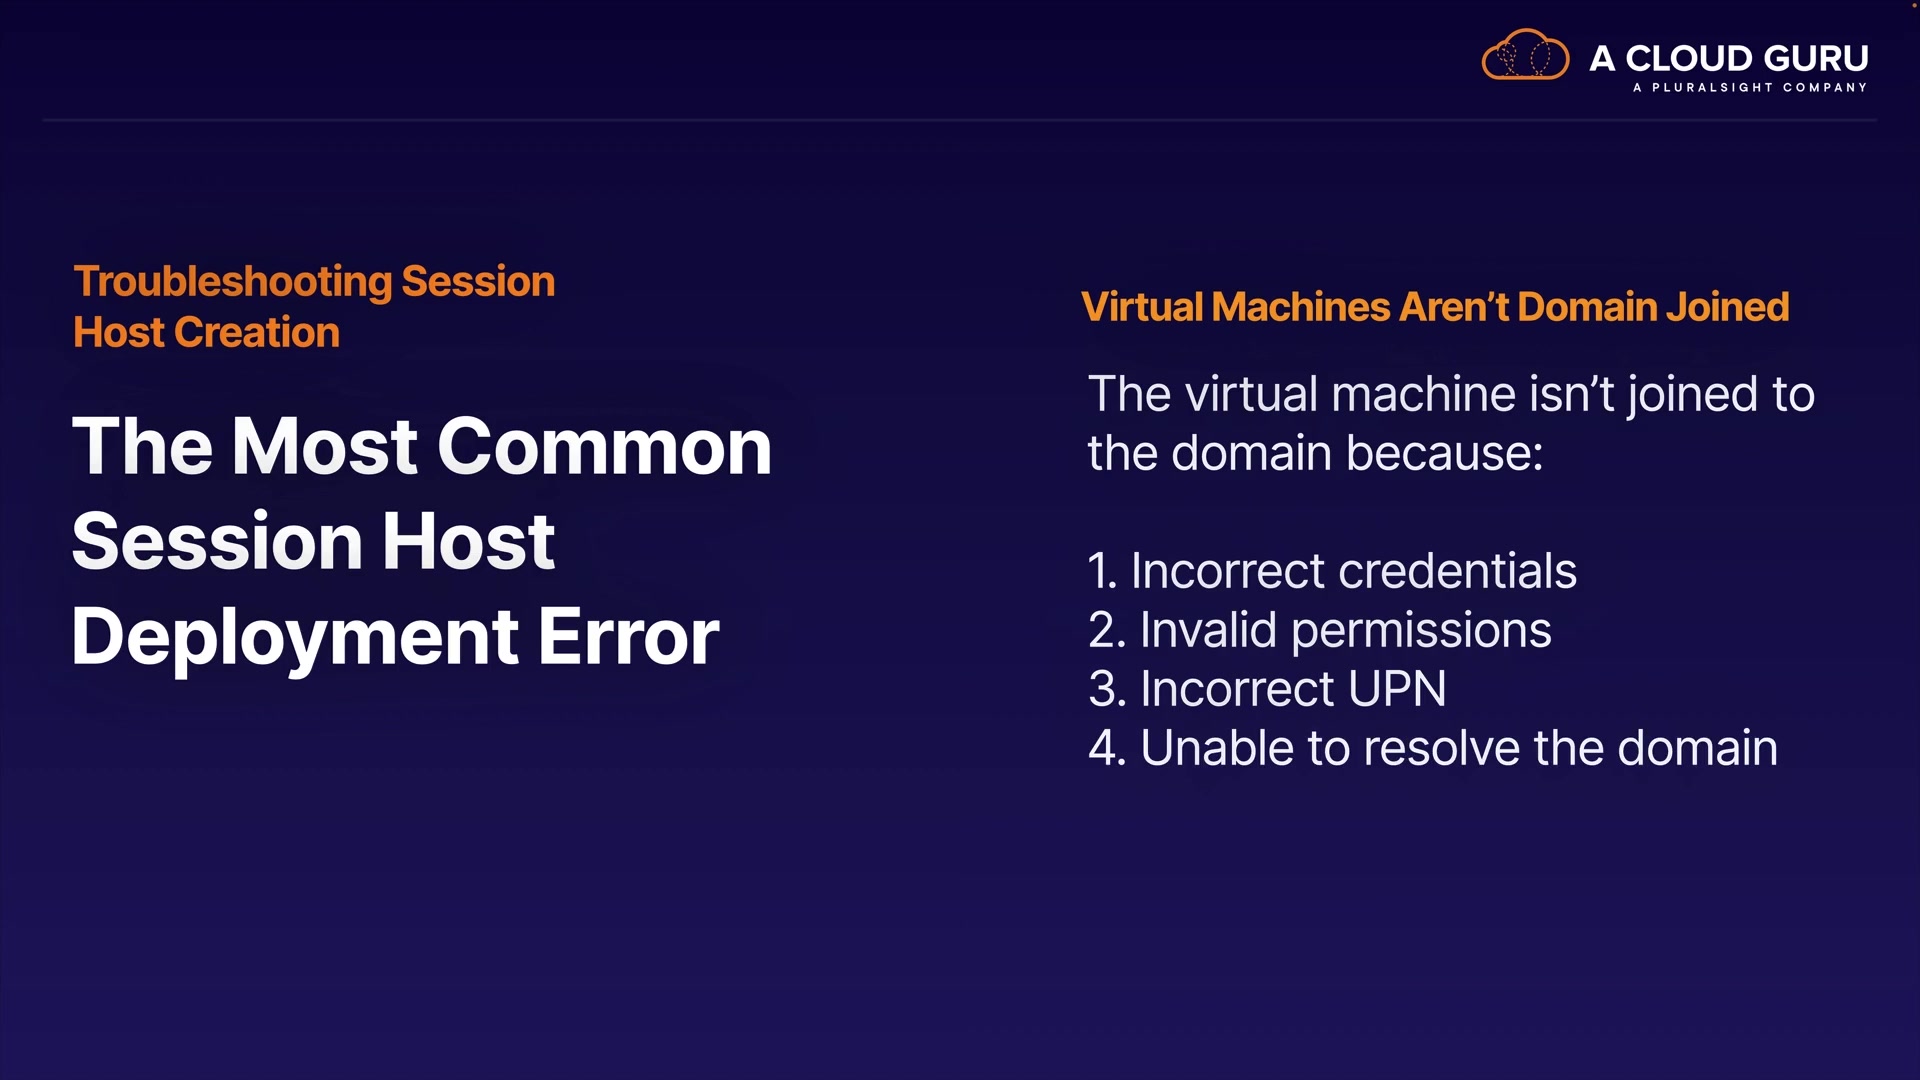 A CLOUD GURU
A PLURALSIGHT COMPANY
Troubleshooting Session
Host Creation
The Most Common
Session Host
Deployment Error
Virtual Machines Aren’t Domain Joined
The virtual machine isn’t joined to
the domain because:
1. Incorrect credentials
2. Invalid permissions
3. Incorrect UPN
4. Unable to resolve the domain